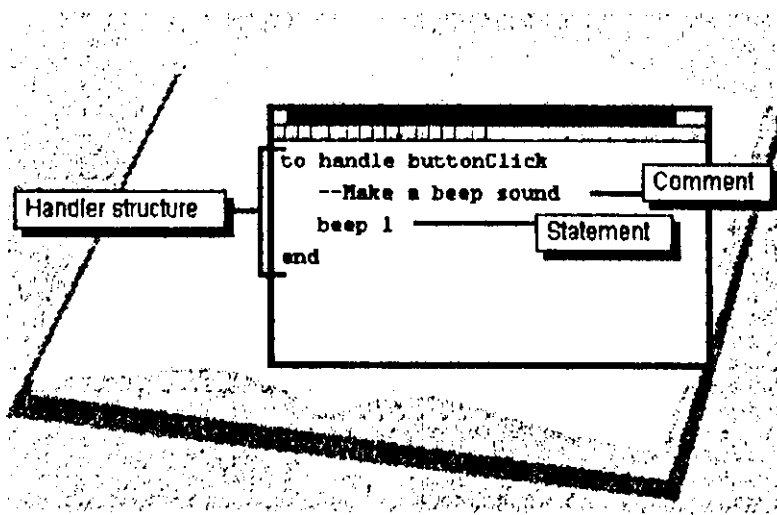 to handle buttonClick
--Make a beep sound
Comment
Handler structure
beep 1
Statement
end